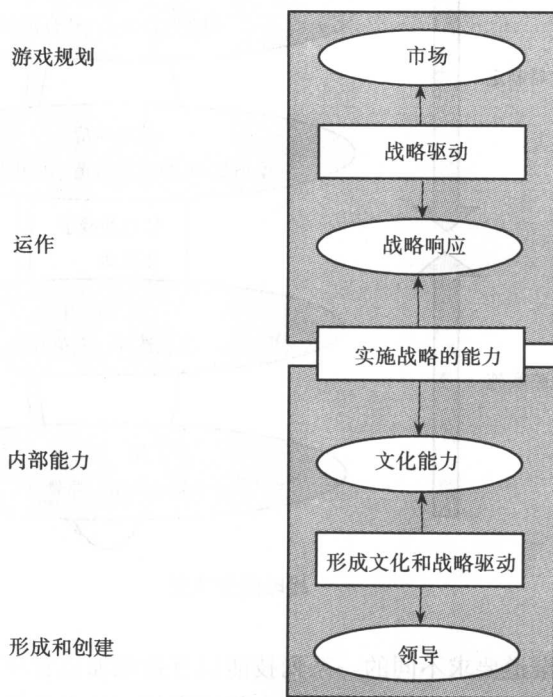 游戏规划
市场
战略驱动
运作
战略响应
实施战略的能力
内部能力
文化能力
形成文化和战略驱动
形成和创建
领导